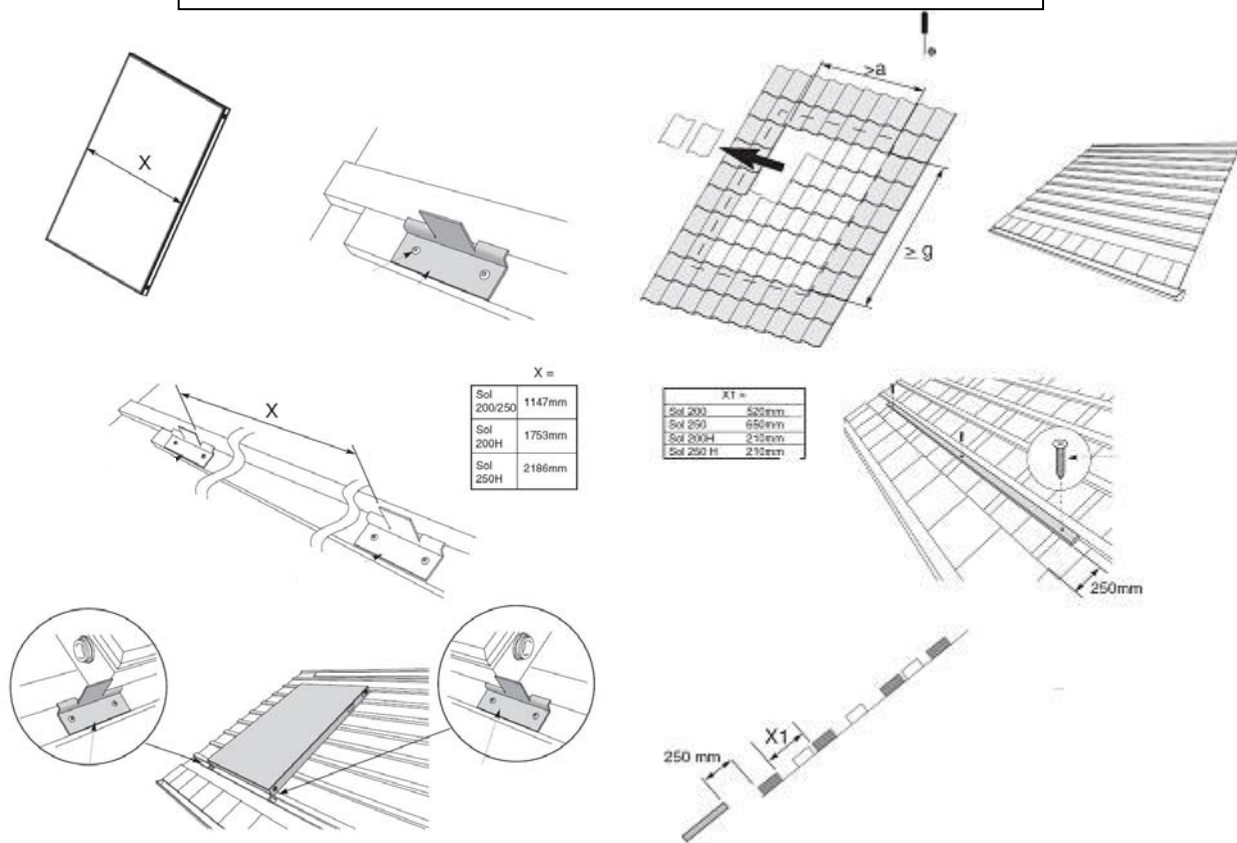 >a
X
≥ g
X =
X
Sol 200/250 1147mm
Sol 200H 1753mm
Sol 250H 2186mm
X1 =
Sol 200 520mm
Sol 250 650mm
Sol 200H 210mm
Sol 250 H 210mm
250mm
X1
250 mm